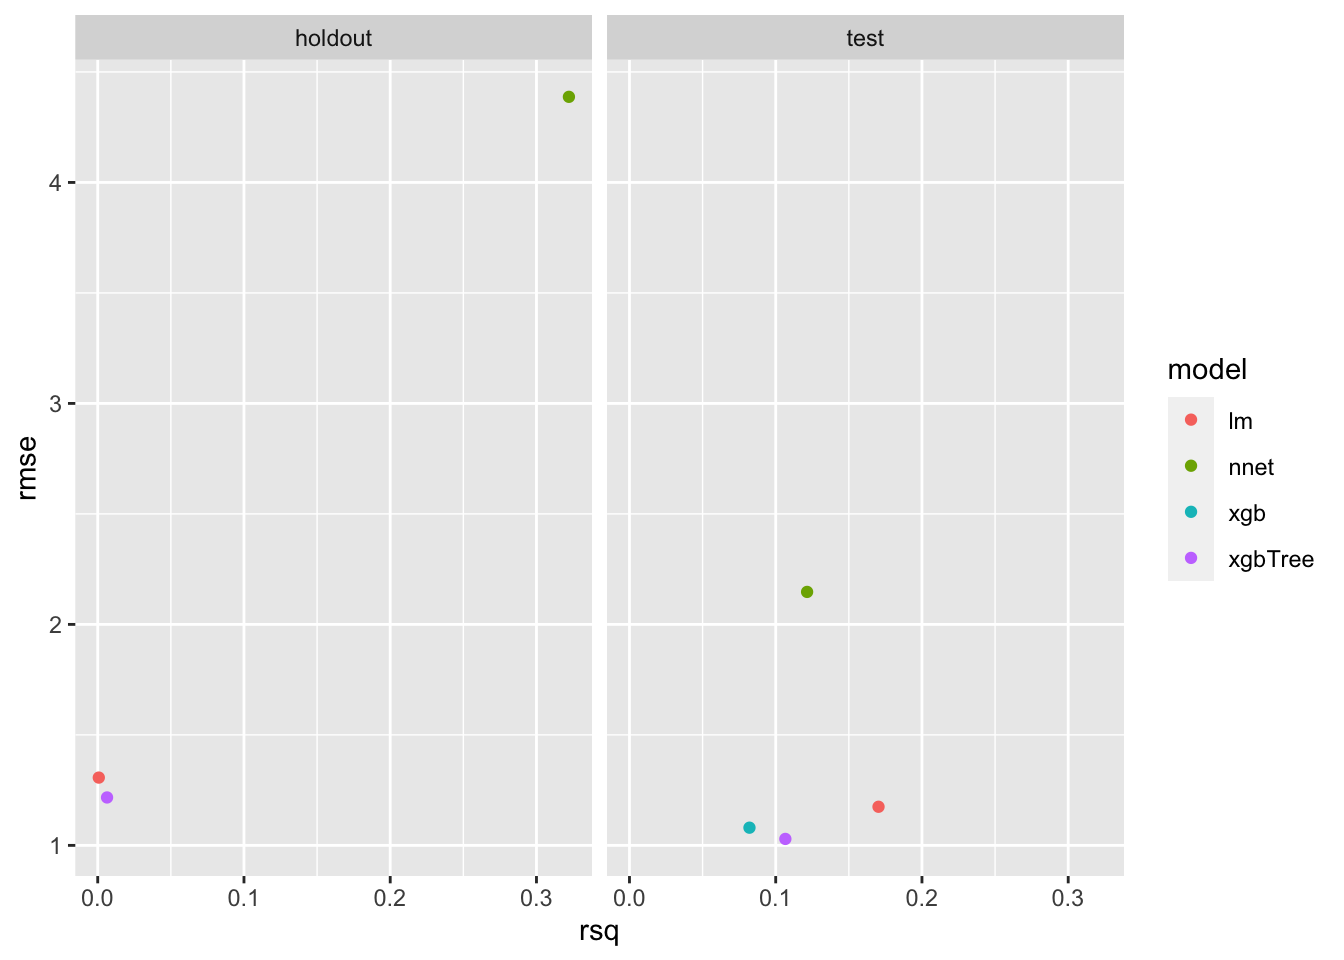 holdout
test
4
3
2
1
rmse
0.0 0.1 0.2 0.3
0.0 0.1 0.2 0.3
rsq
model
lm
nnet
xgb
xgbTree